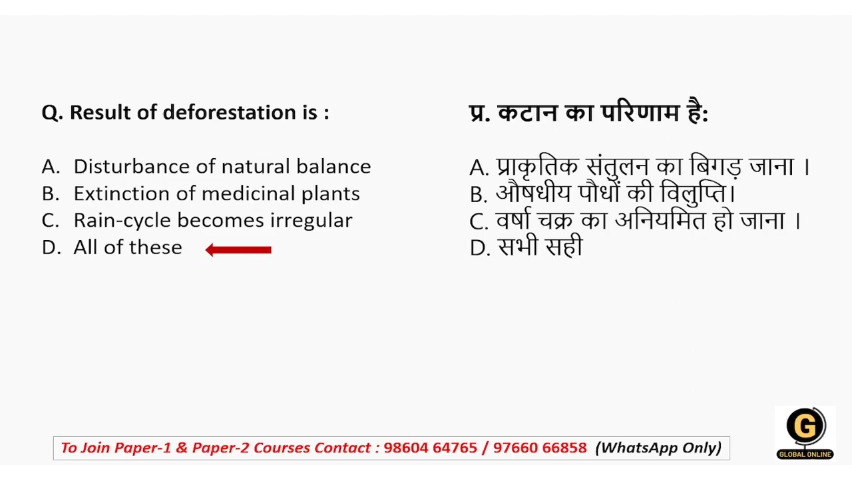 Q. Result of deforestation is :
A. Disturbance of natural balance
B. Extinction of medicinal plants
C. Rain-cycle becomes irregular
D. All of these
प्र. कटान का परिणाम है:
A. प्राकृतिक संतुलन का बिगड़ जाना ।
B. औषधीय पौधों की विलुप्ति।
C. वर्षा चक्र का अनियमित हो जाना ।
D. सभी सही
G
GLOBAL ONLINE
To Join Paper-1 & Paper-2 Courses Contact : 98604 64765 / 97660 66858 (WhatsApp Only)